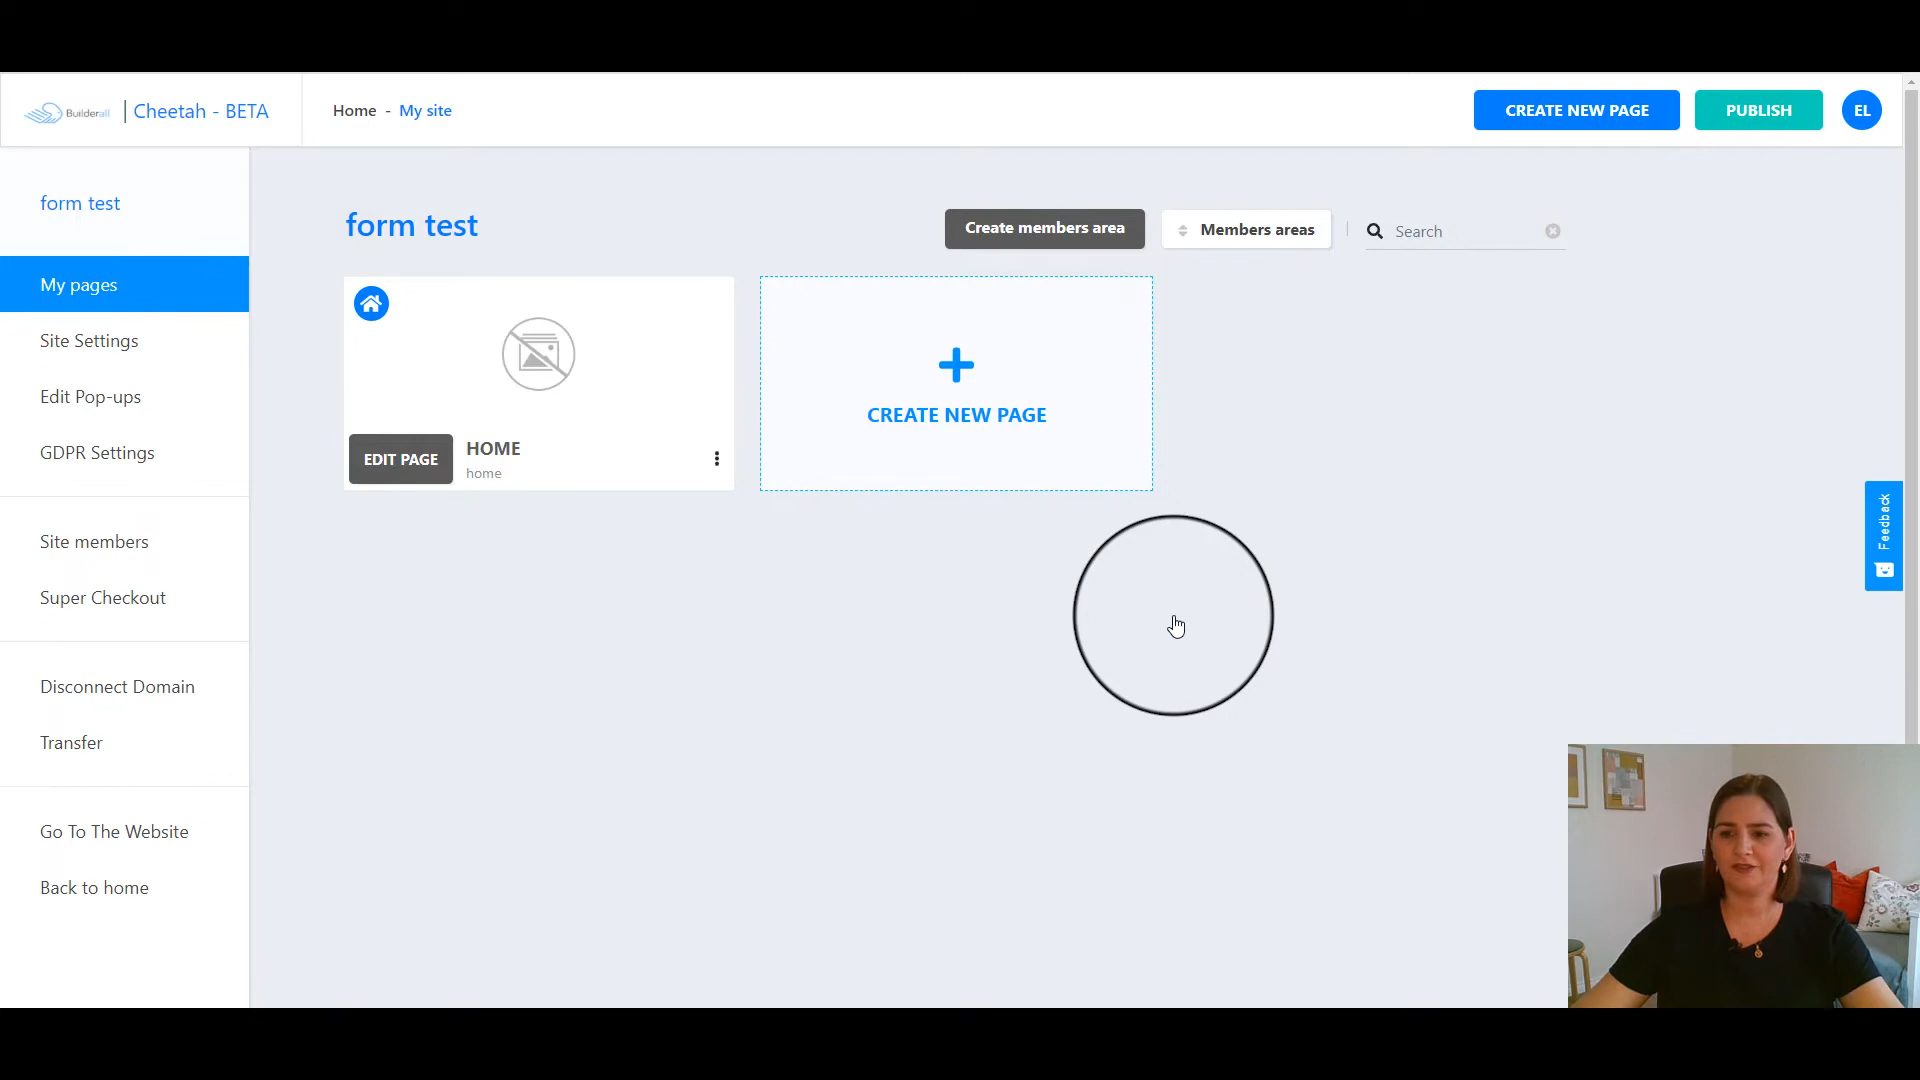 Builderall
Cheetah - BETA
Home - My site
CREATE NEW PAGE
PUBLISH
EL
form test
My pages
Site Settings
Edit Pop-ups
GDPR Settings
Site members
Super Checkout
Disconnect Domain
Transfer
Go To The Website
Back to home
form test
Create members area
Members areas
Search
EDIT PAGE
HOME
home
CREATE NEW PAGE
Feedback